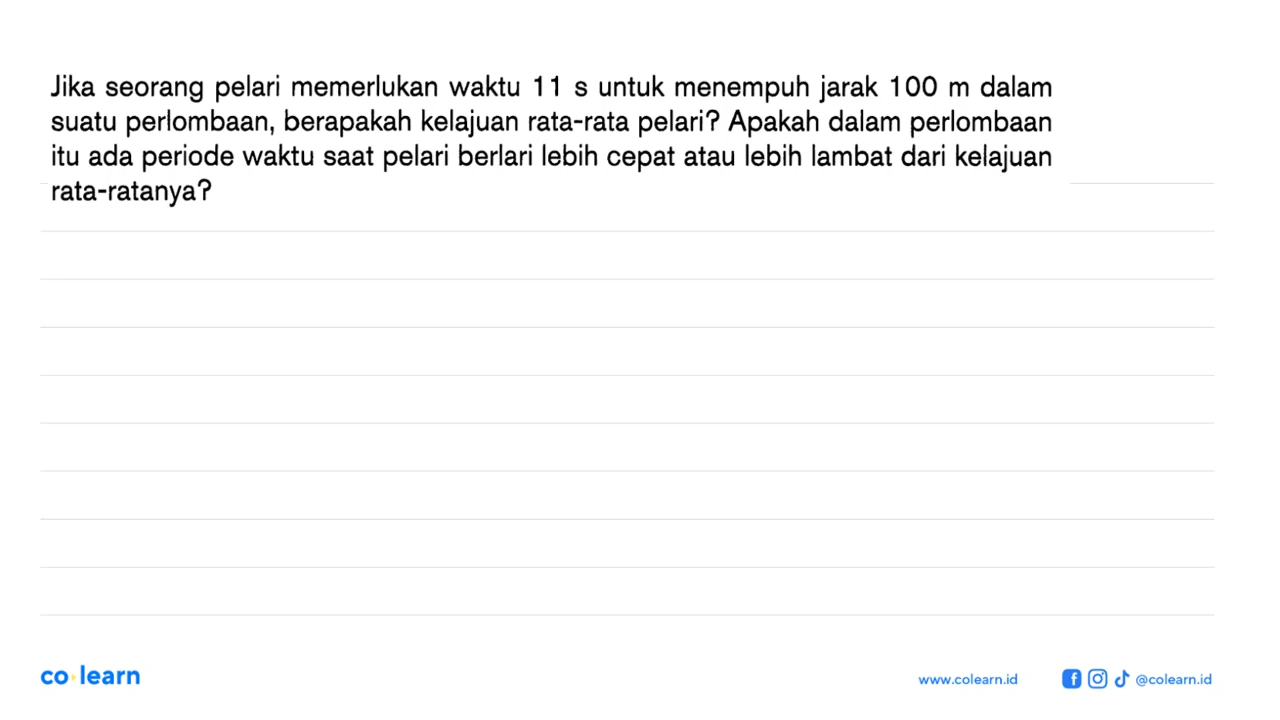 Jika seorang pelari memerlukan waktu 11 s untuk menempuh jarak 100 m dalam
suatu perlombaan, berapakah kelajuan rata-rata pelari? Apakah dalam perlombaan
itu ada periode waktu saat pelari berlari lebih cepat atau lebih lambat dari kelajuan
rata-ratanya?
co learn
www.colearn.id
@colearn.id